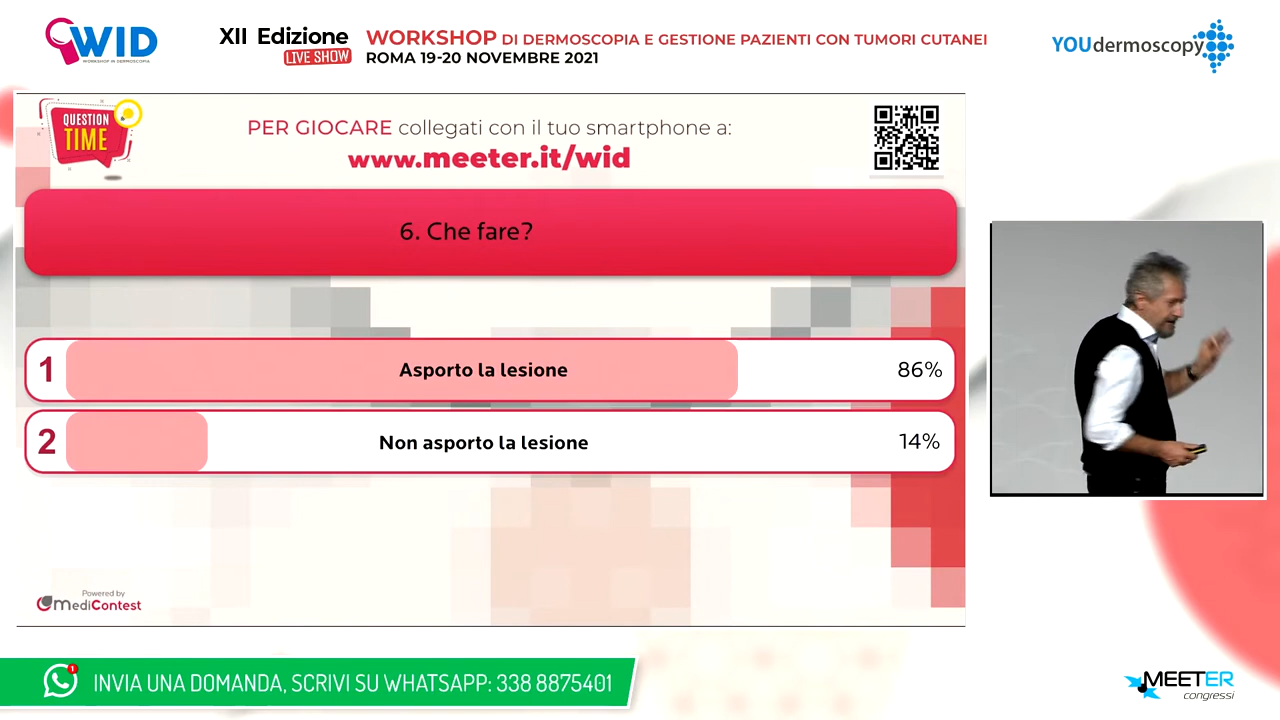 WID
WORKSHOP IN DERMOSCOPIA
XII Edizione
LIVE SHOW
WORKSHOP DI DERMOSCOPIA E GESTIONE PAZIENTI CON TUMORI CUTANEI
ROMA 19-20 NOVEMBRE 2021
YOUdermoscopy
QUESTION
TIME
PER GIOCARE collegati con il tuo smartphone a:
www.meeter.it/wid
6. Che fare?
1 Asporto la lesione 86%
2 Non asporto la lesione 14%
Powered by
mediContest
1
INVIA UNA DOMANDA, SCRIVI SU WHATSAPP: 338 8875401
MEETER
congressi